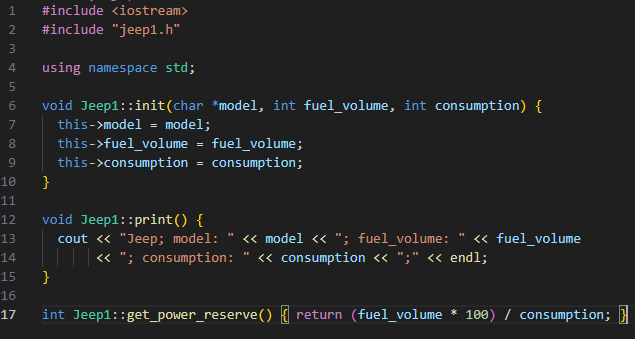 1 #include <iostream>
2 #include "jeep1.h"
3
4 using namespace std;
5
6 void Jeep1::init(char *model, int fuel_volume, int consumption) {
7   this->model = model;
8   this->fuel_volume = fuel_volume;
9   this->consumption = consumption;
10 }
11
12 void Jeep1::print() {
13   cout << "Jeep; model: " << model << "; fuel_volume: " << fuel_volume
14        << "; consumption: " << consumption << ";" << endl;
15 }
16
17 int Jeep1::get_power_reserve() { return (fuel_volume * 100) / consumption; }